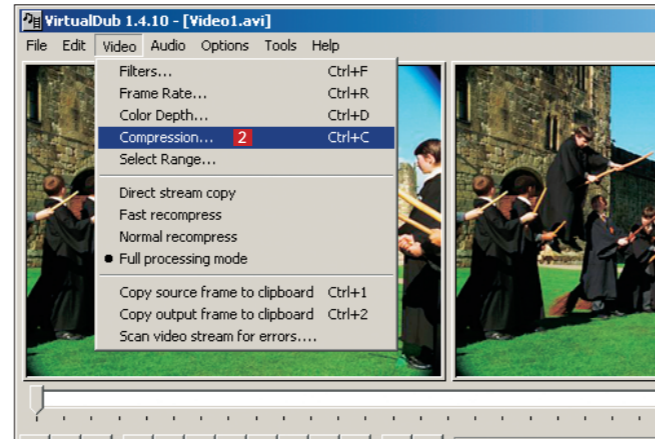 VirtualDub 1.4.10 - [Video1.avi]
File Edit Video Audio Options Tools Help
Filters... Ctrl+F
Frame Rate... Ctrl+R
Color Depth... Ctrl+D
Compression... 2 Ctrl+C
Select Range...
Direct stream copy
Fast recompress
Normal recompress
Full processing mode
Copy source frame to clipboard Ctrl+1
Copy output frame to clipboard Ctrl+2
Scan video stream for errors....